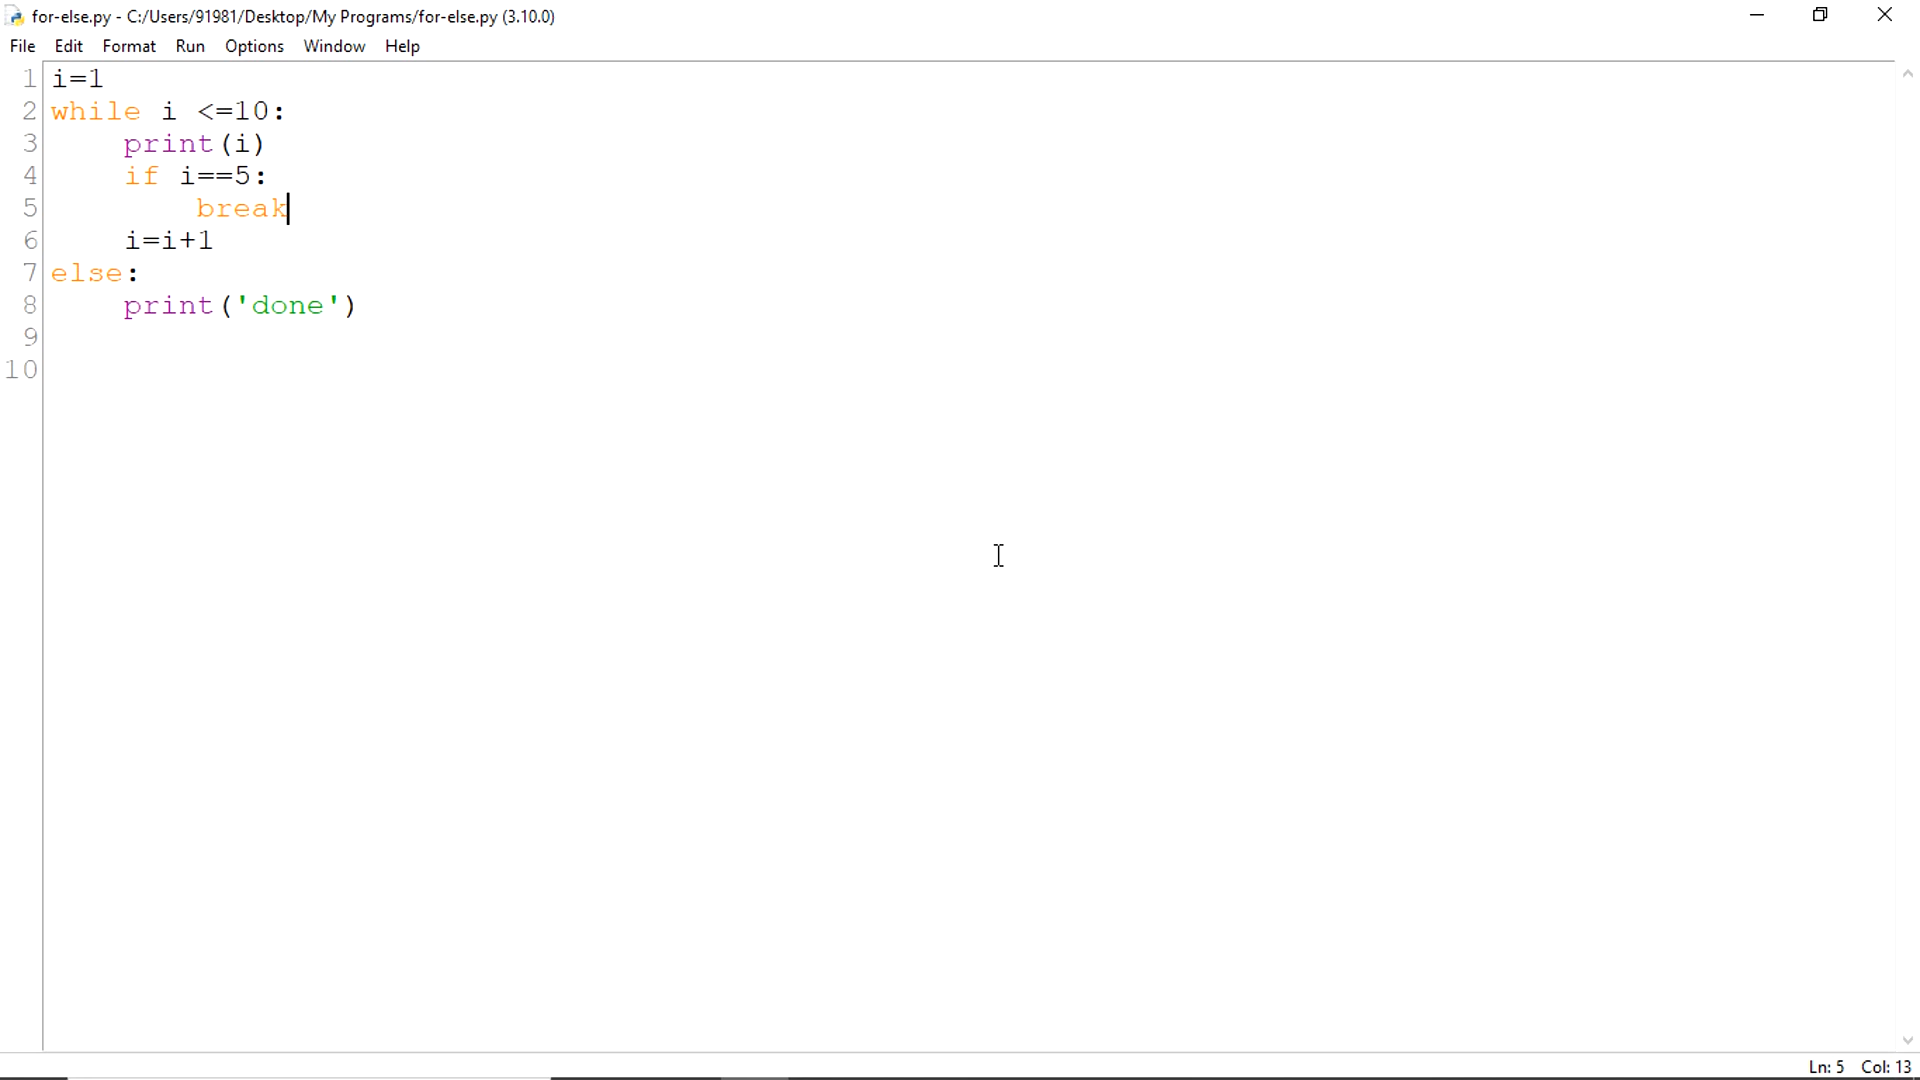 for-else.py - C:/Users/91981/Desktop/My Programs/for-else.py (3.10.0)
File Edit Format Run Options Window Help
1 i=1
2 while i <=10:
3     print(i)
4     if i==5:
5         break
6     i=i+1
7 else:
8     print('done')
9
10
Ln: 5 Col: 13